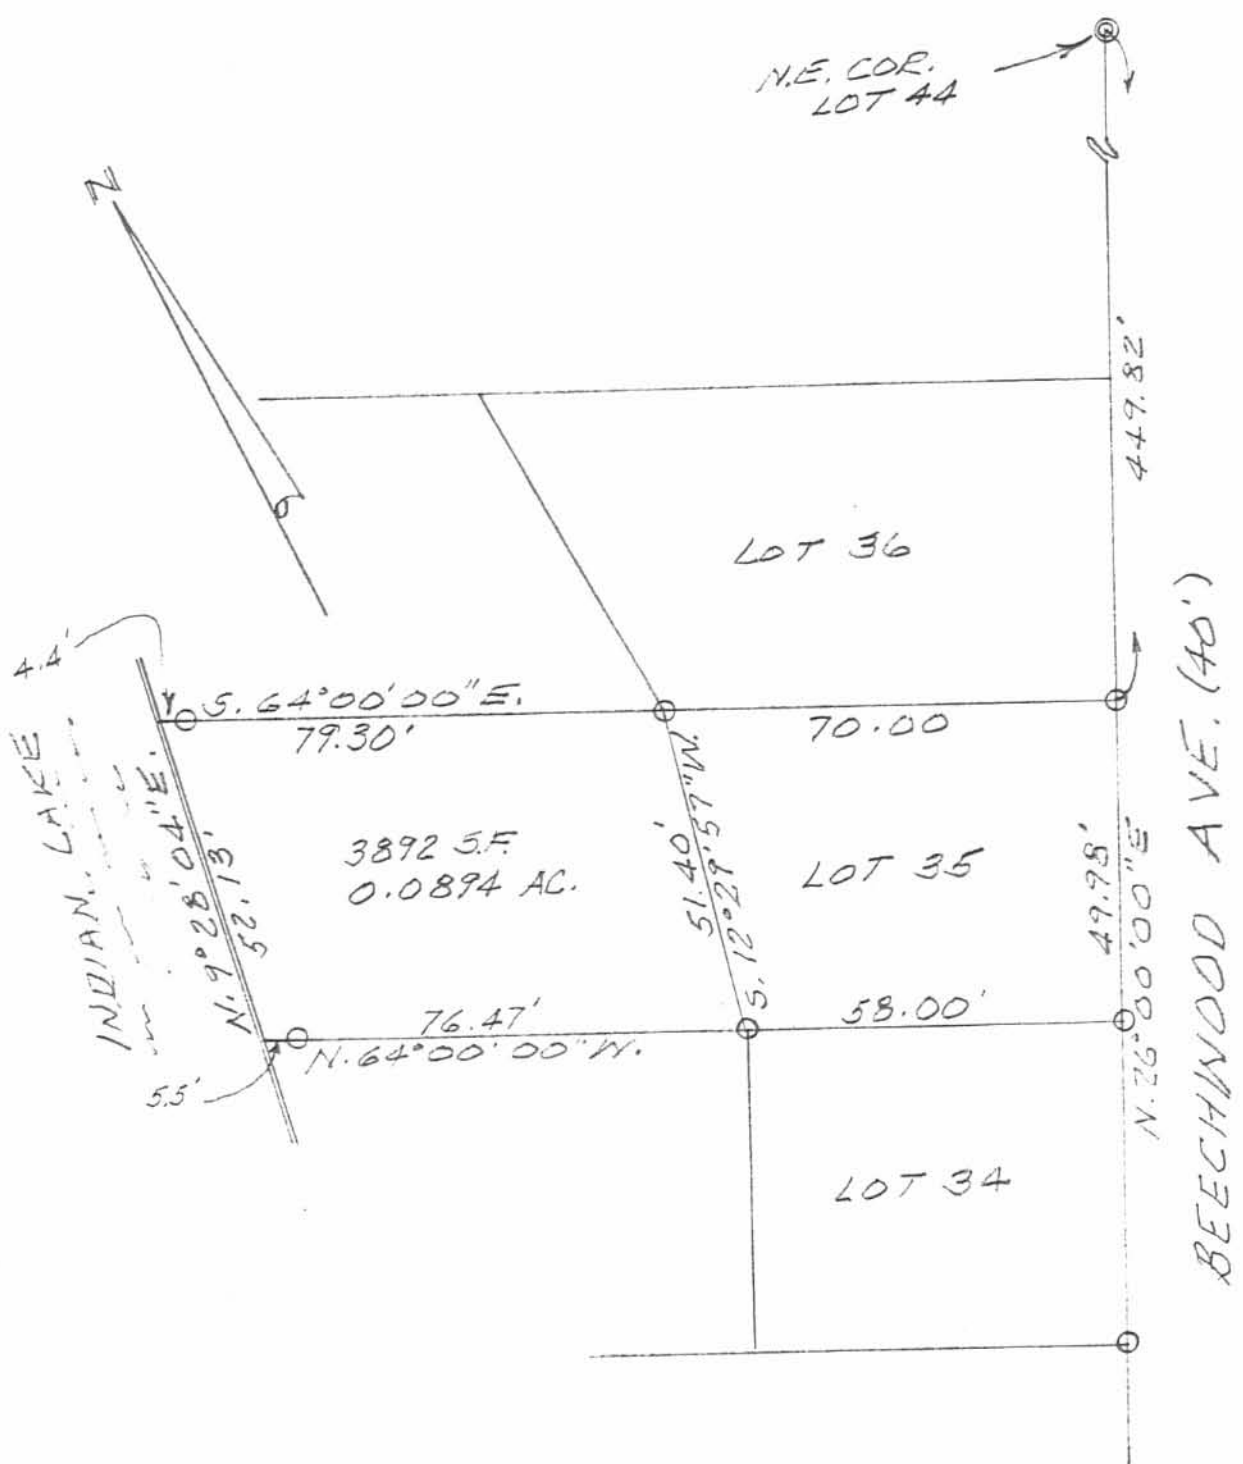 N.E. COR.
LOT 44
N
449.82'
LOT 36
4.4'
S. 64°00'00" E.
79.30'
70.00
INDIAN LAKE
N. 9°28'04" E.
52.13'
3892 S.F.
0.0894 AC.
51.40'
S. 12°29'57" W.
LOT 35
49.98'
N. 26°00'00" E
BEECHWOOD AVE. (40')
76.47'
N. 64°00'00" W.
58.00'
5.5'
LOT 34